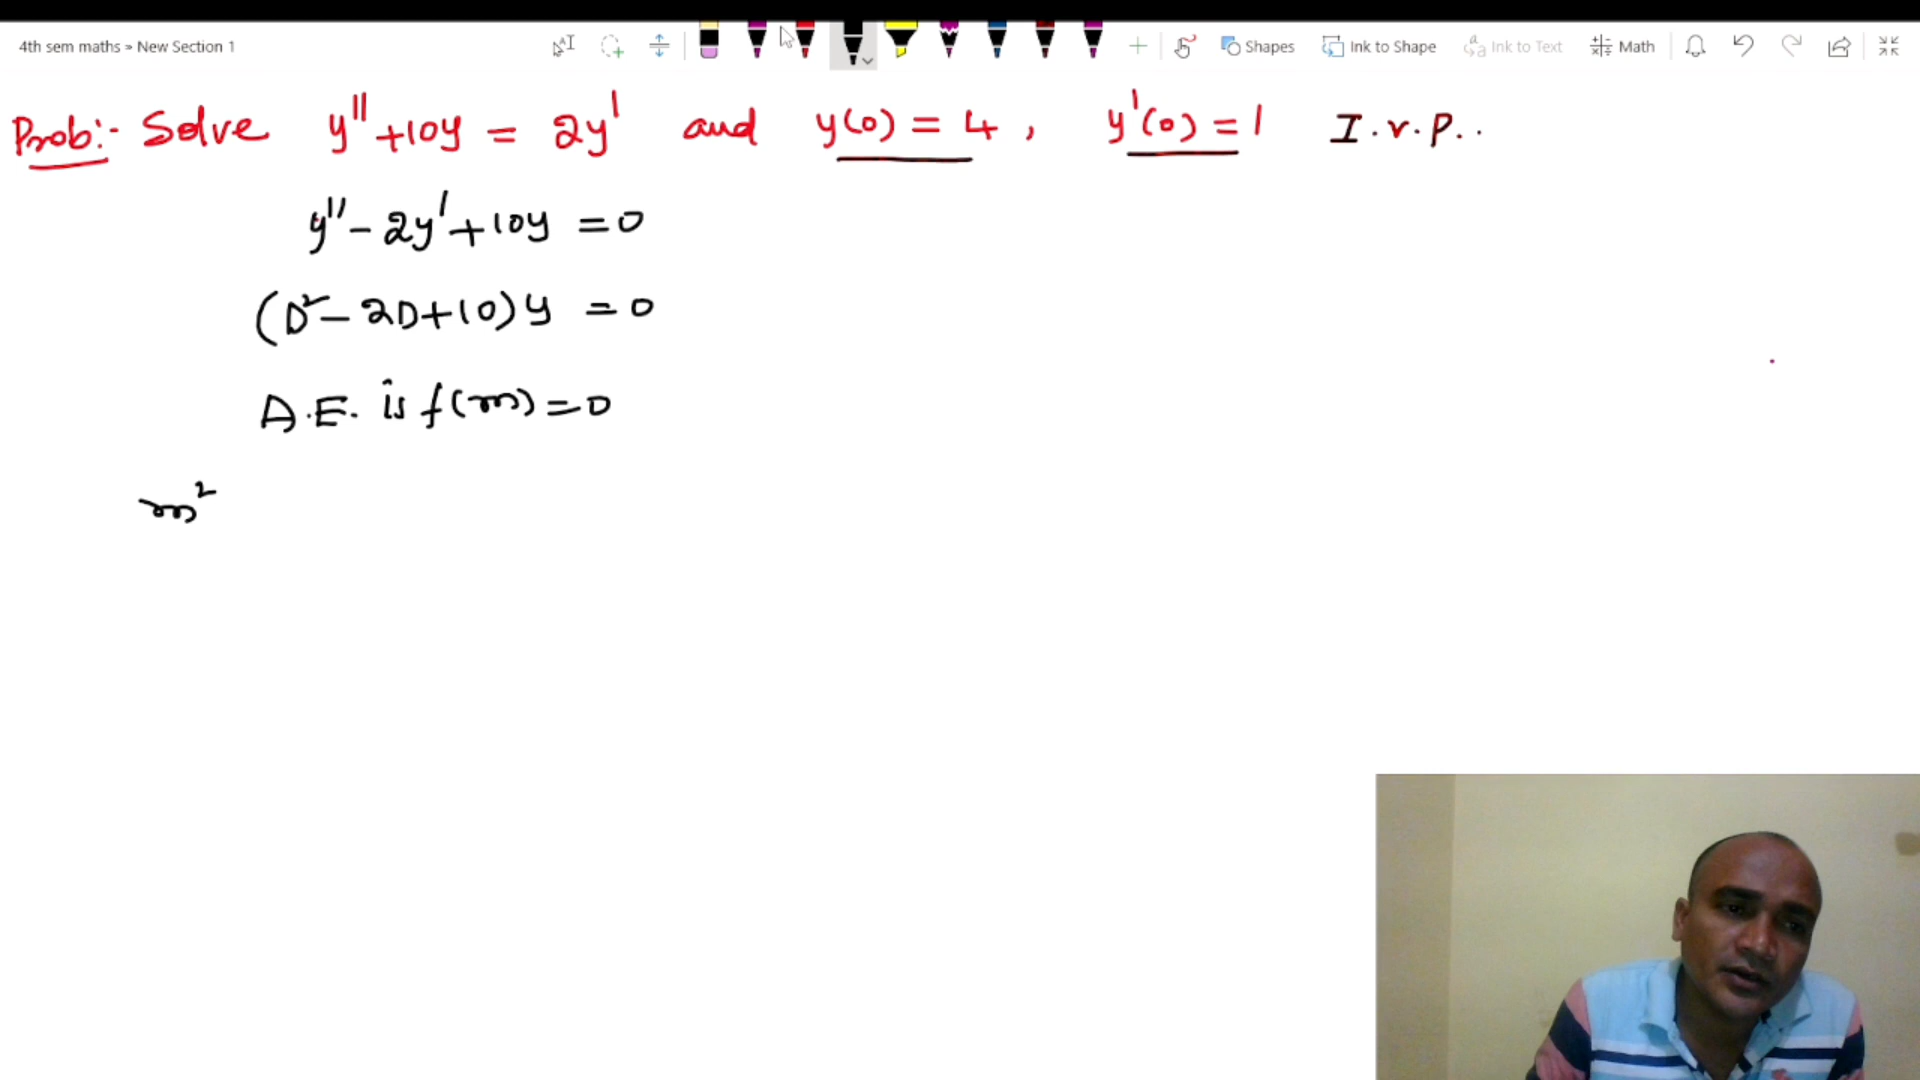 4th sem maths » New Section 1
Shapes Ink to Shape Ink to Text Math
Prob:- Solve y'' + 10y = 2y' and y(0) = 4, y'(0) = 1 I.V.P..
y'' - 2y' + 10y = 0
(D² - 2D + 10)y = 0
A.E. is f(m) = 0
m²